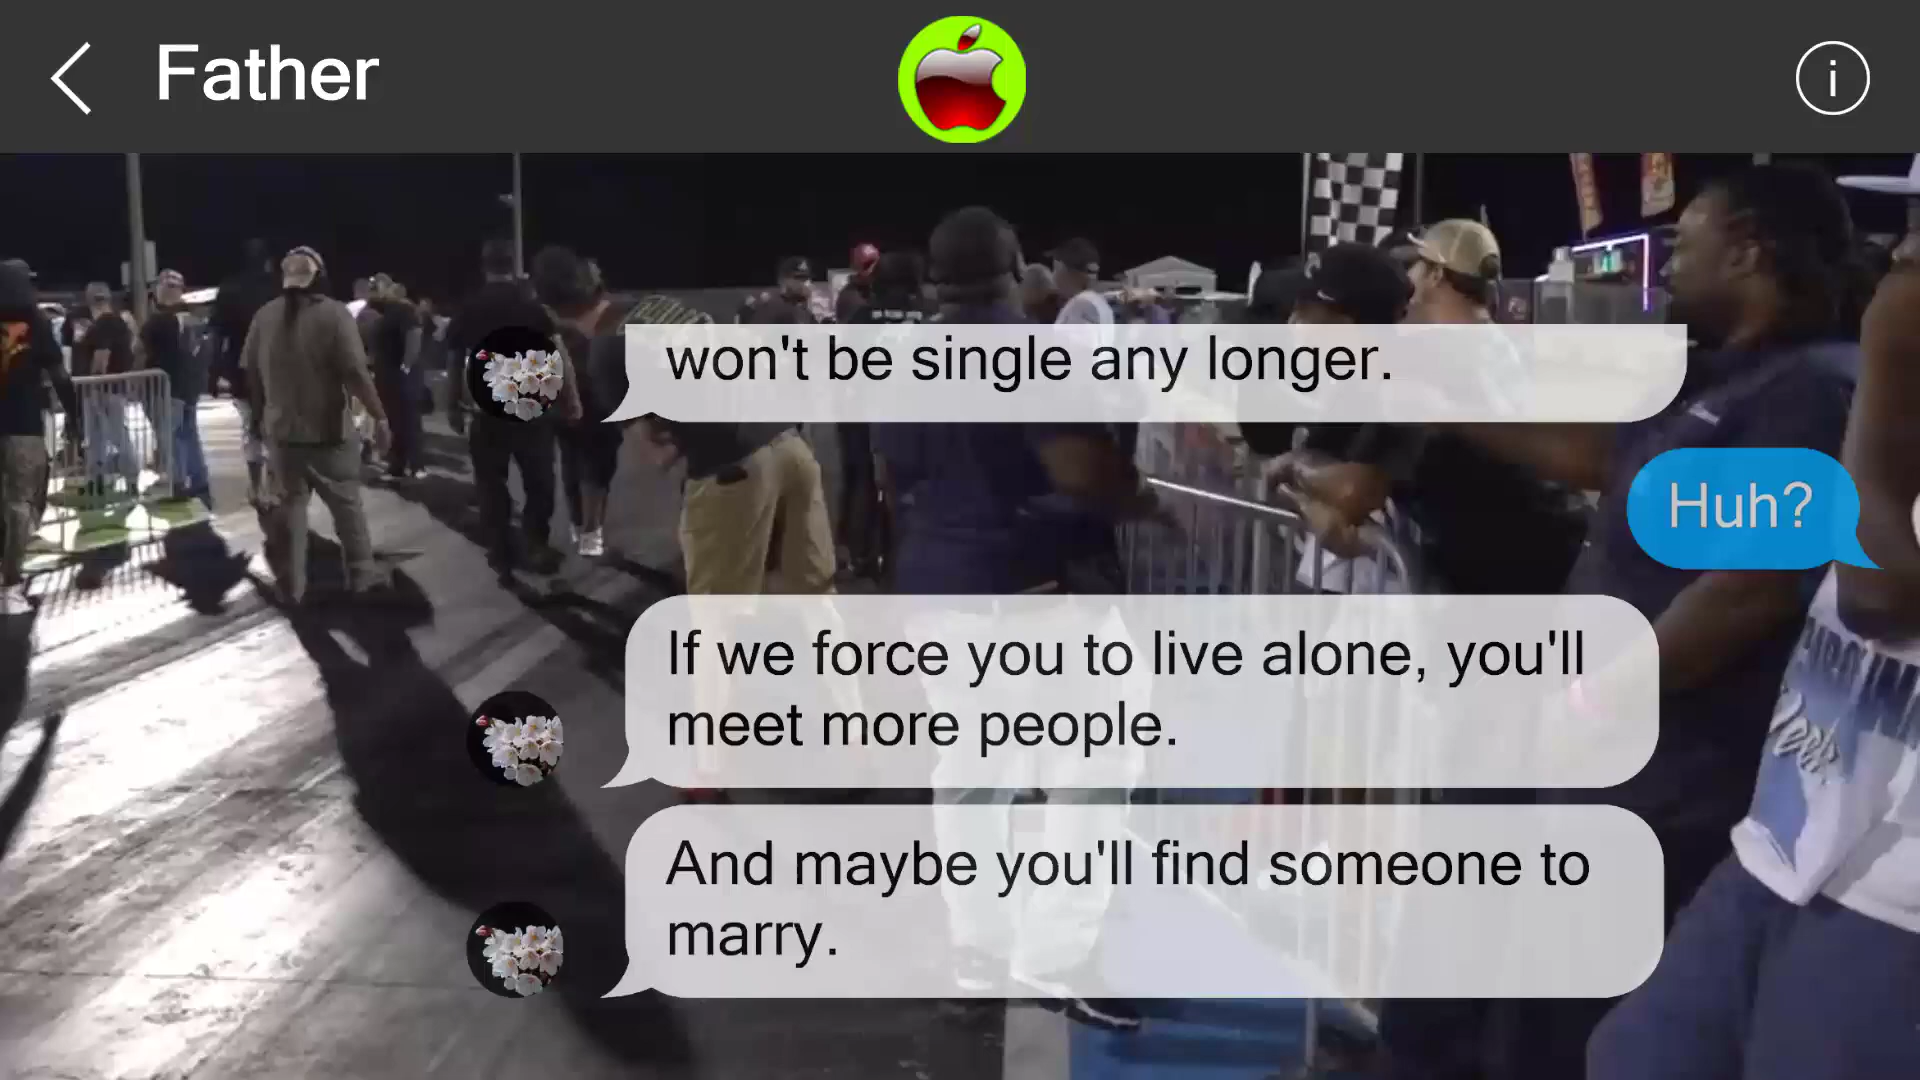 Father
won't be single any longer.
Huh?
If we force you to live alone, you'll
meet more people.
And maybe you'll find someone to
marry.